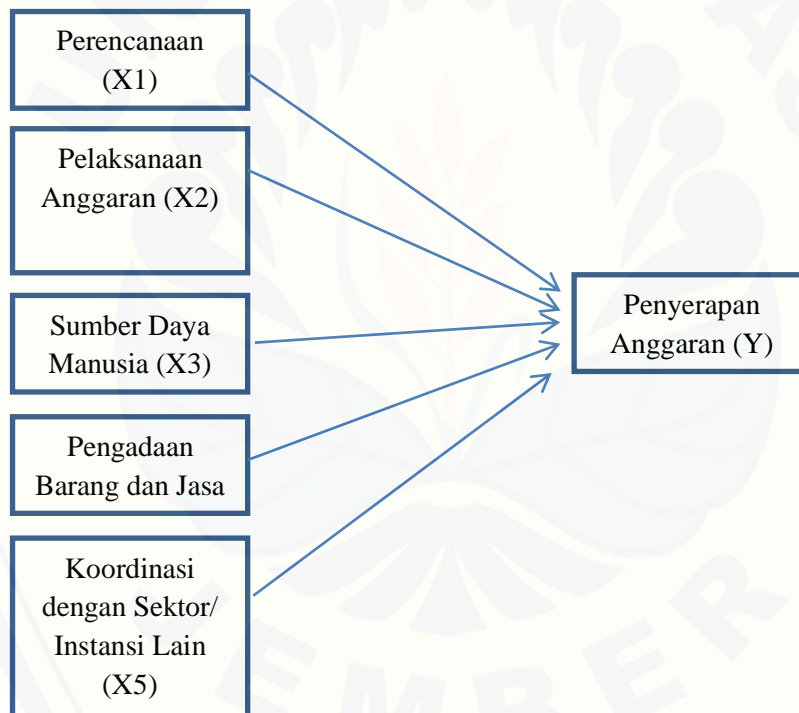 Perencanaan
(X1)
Pelaksanaan
Anggaran (X2)
Sumber Daya
Manusia (X3)
Pengadaan
Barang dan Jasa
Koordinasi
dengan Sektor/
Instansi Lain
(X5)
Penyerapan
Anggaran (Y)
JEMBER